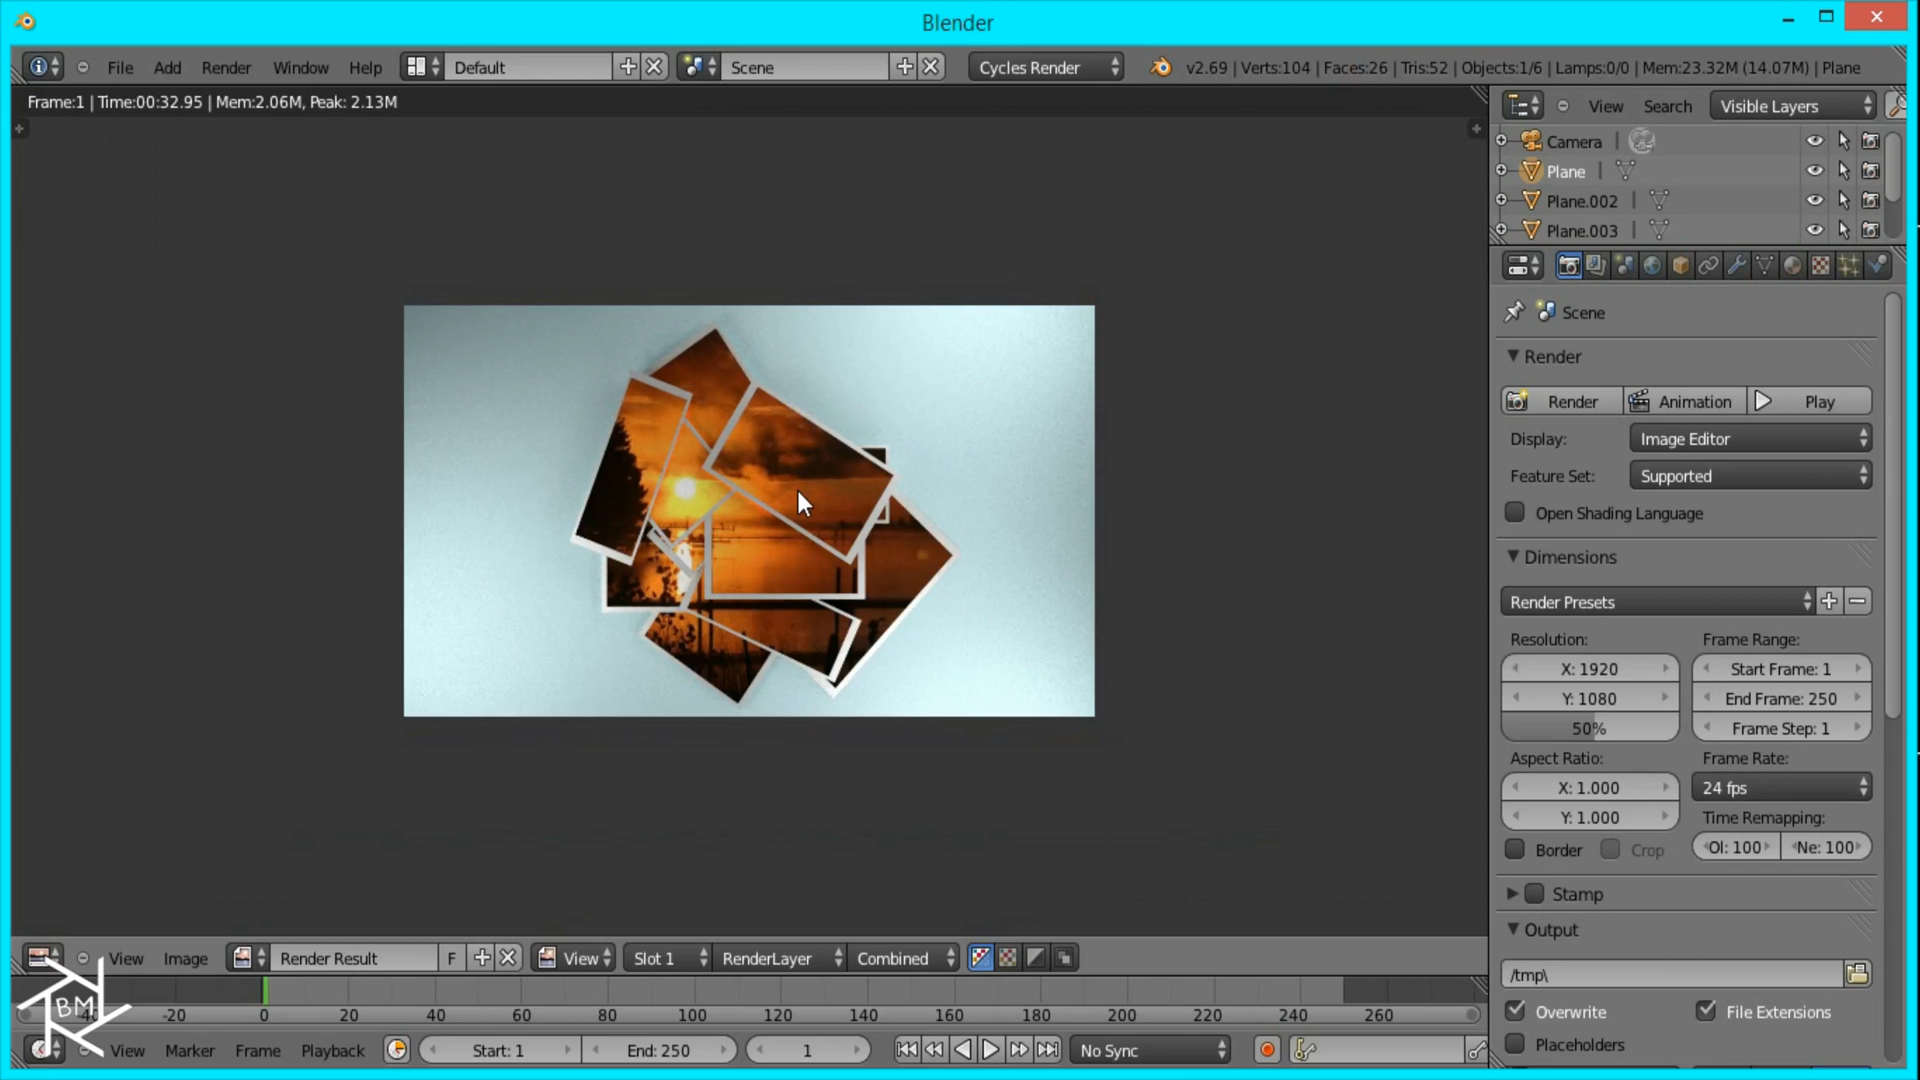 Blender
File Add Render Window Help Default Scene Cycles Render v2.69 | Verts:104 | Faces:26 | Tris:52 | Objects:1/6 | Lamps:0/0 | Mem:23.32M (14.07M) | Plane
Frame:1 | Time:00:32.95 | Mem:2.06M, Peak: 2.13M
View Search Visible Layers
Camera
Plane
Plane.002
Plane.003
Scene
Render
Render Animation Play
Display: Image Editor
Feature Set: Supported
Open Shading Language
Dimensions
Render Presets
Resolution: Frame Range:
X: 1920 Start Frame: 1
Y: 1080 End Frame: 250
50% Frame Step: 1
Aspect Ratio: Frame Rate:
X: 1.000 24 fps
Y: 1.000 Time Remapping:
Border Crop Ol: 100 Ne: 100
Stamp
Output
/tmp\
Overwrite File Extensions
Placeholders
View Image Render Result F View Slot 1 RenderLayer Combined
BM
-40 -20 0 20 40 60 80 100 120 140 160 180 200 220 240 260
View Marker Frame Playback Start: 1 End: 250 1 No Sync